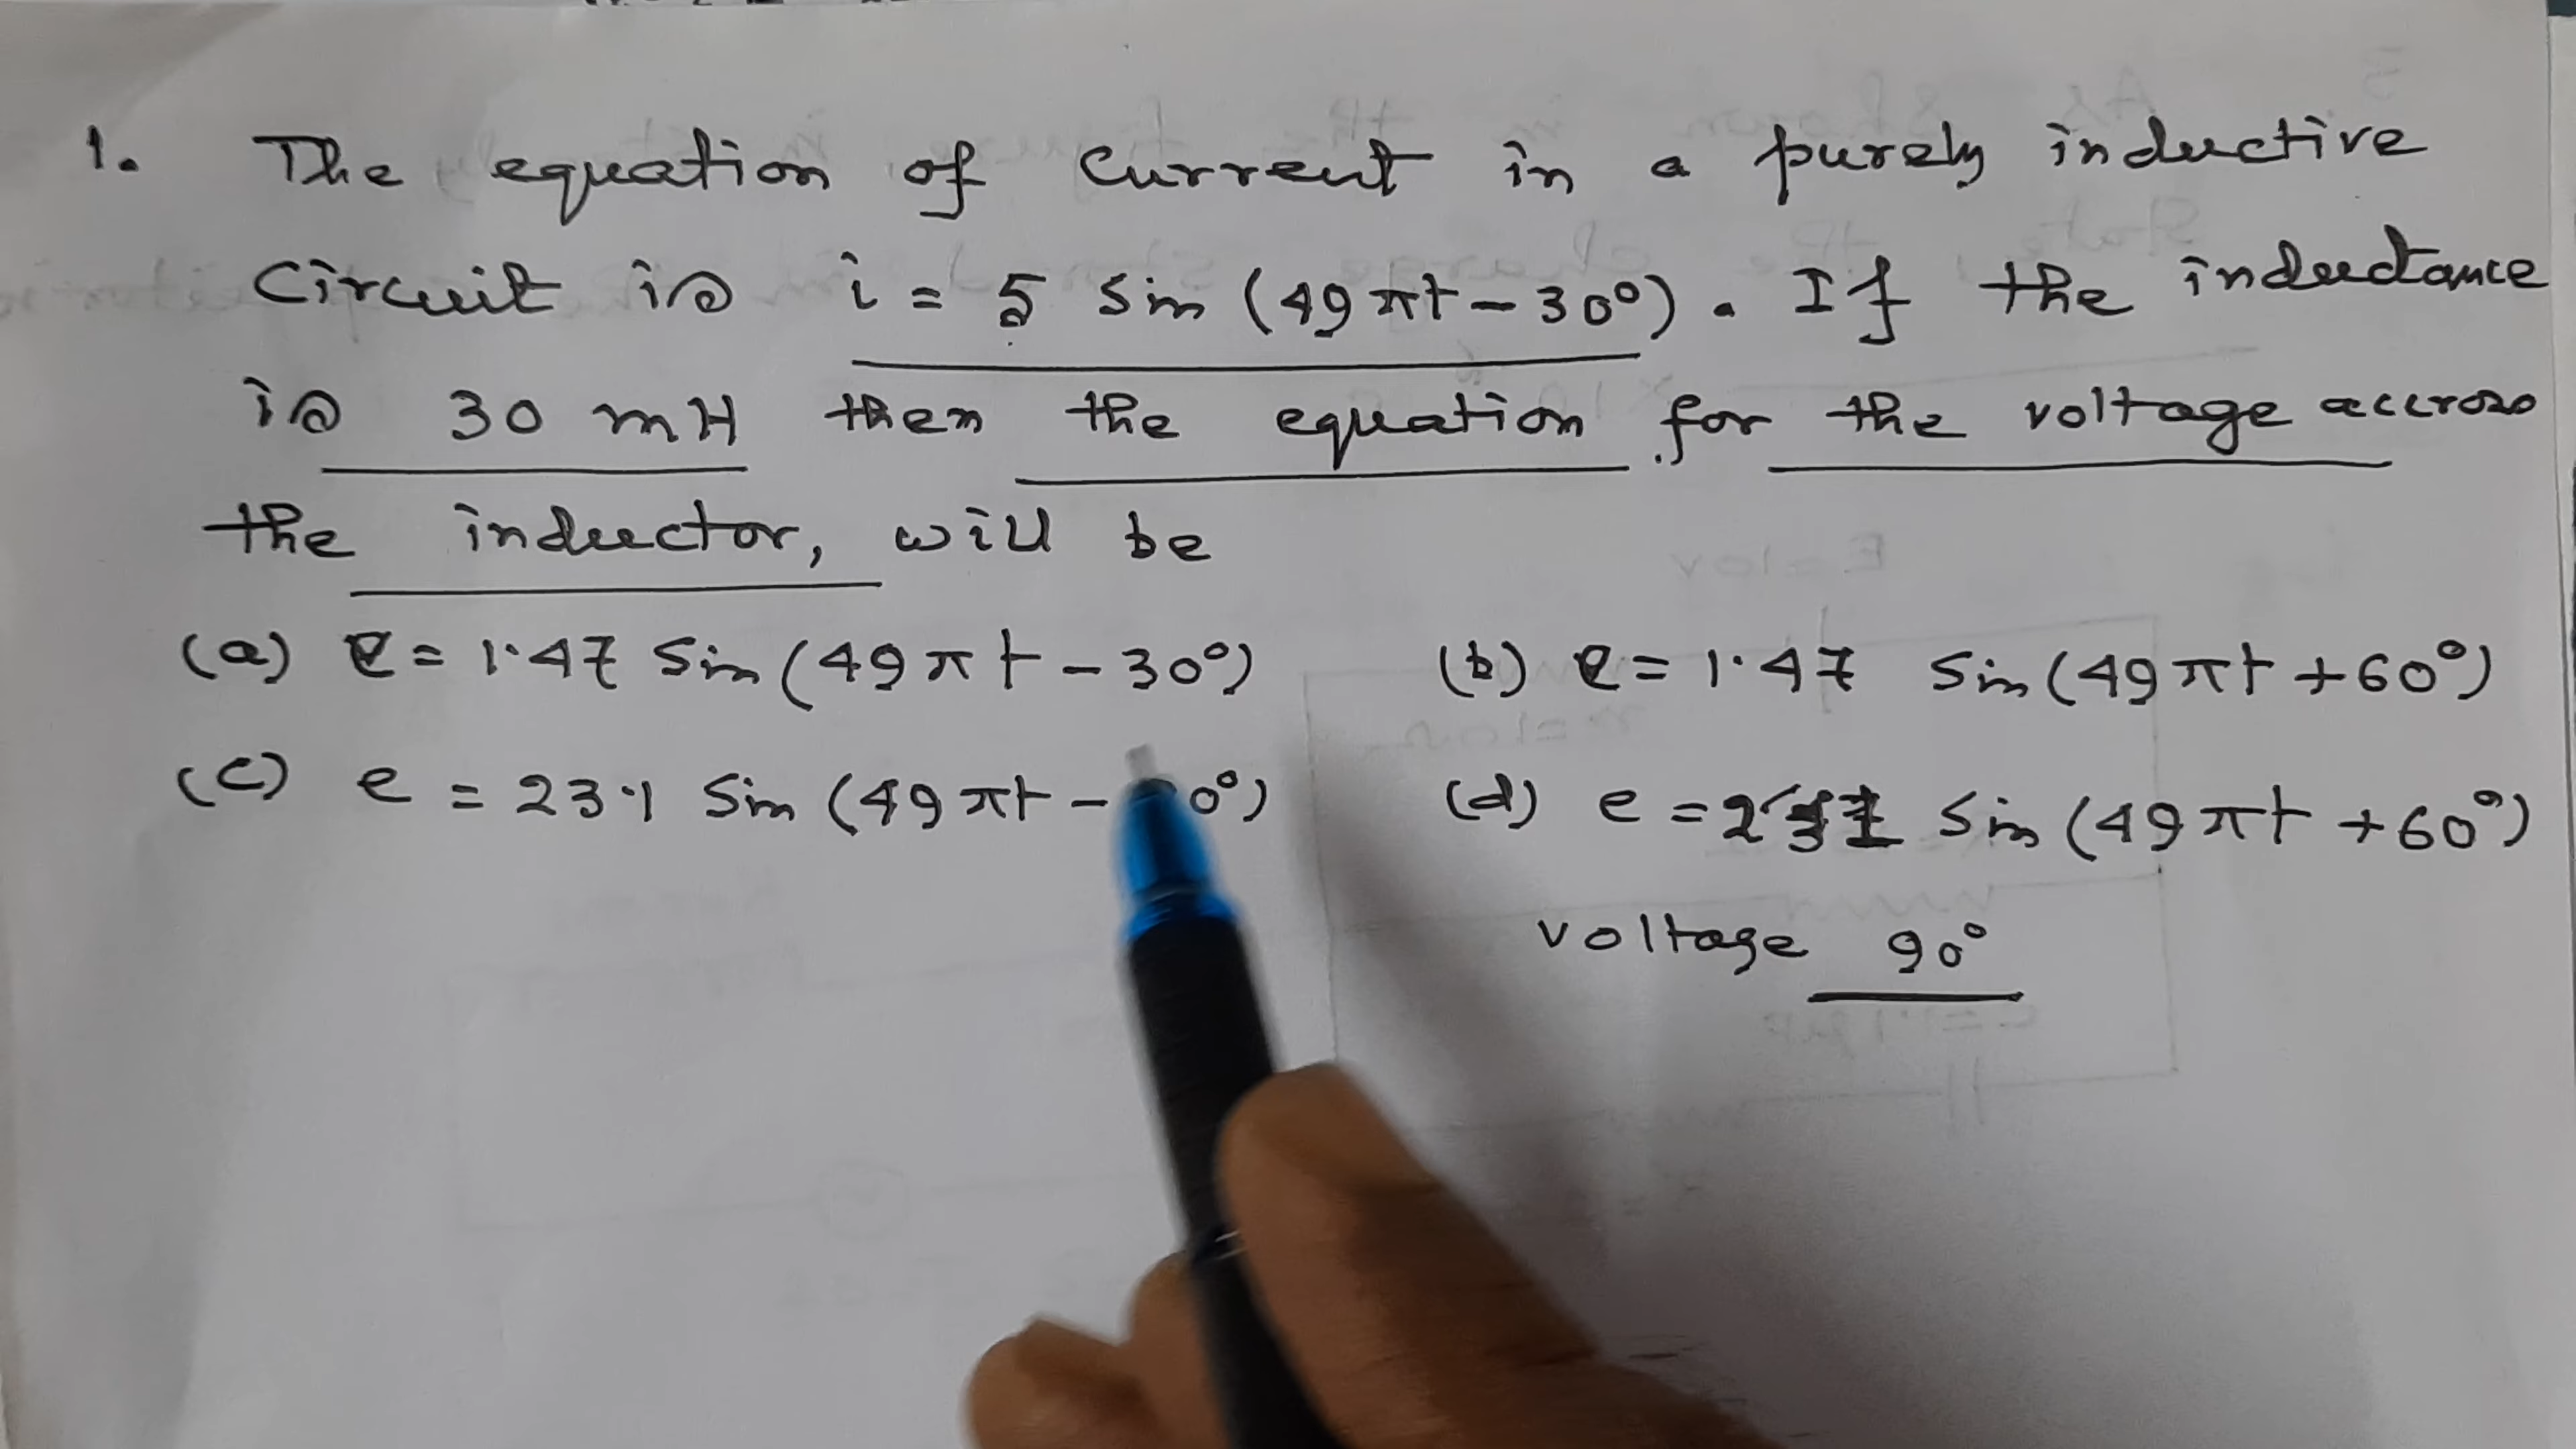 1. The equation of current in a purely inductive
circuit is i = 5 sin (49πt - 30°). If the inductance
is 30 mH then the equation for the voltage accross
the inductor, will be
(a) e = 1.47 sin (49πt - 30°) (b) e = 1.47 sin (49πt + 60°)
(c) e = 23.1 sin (49πt - 0°) (d) e = sin (49πt + 60°)
voltage 90°